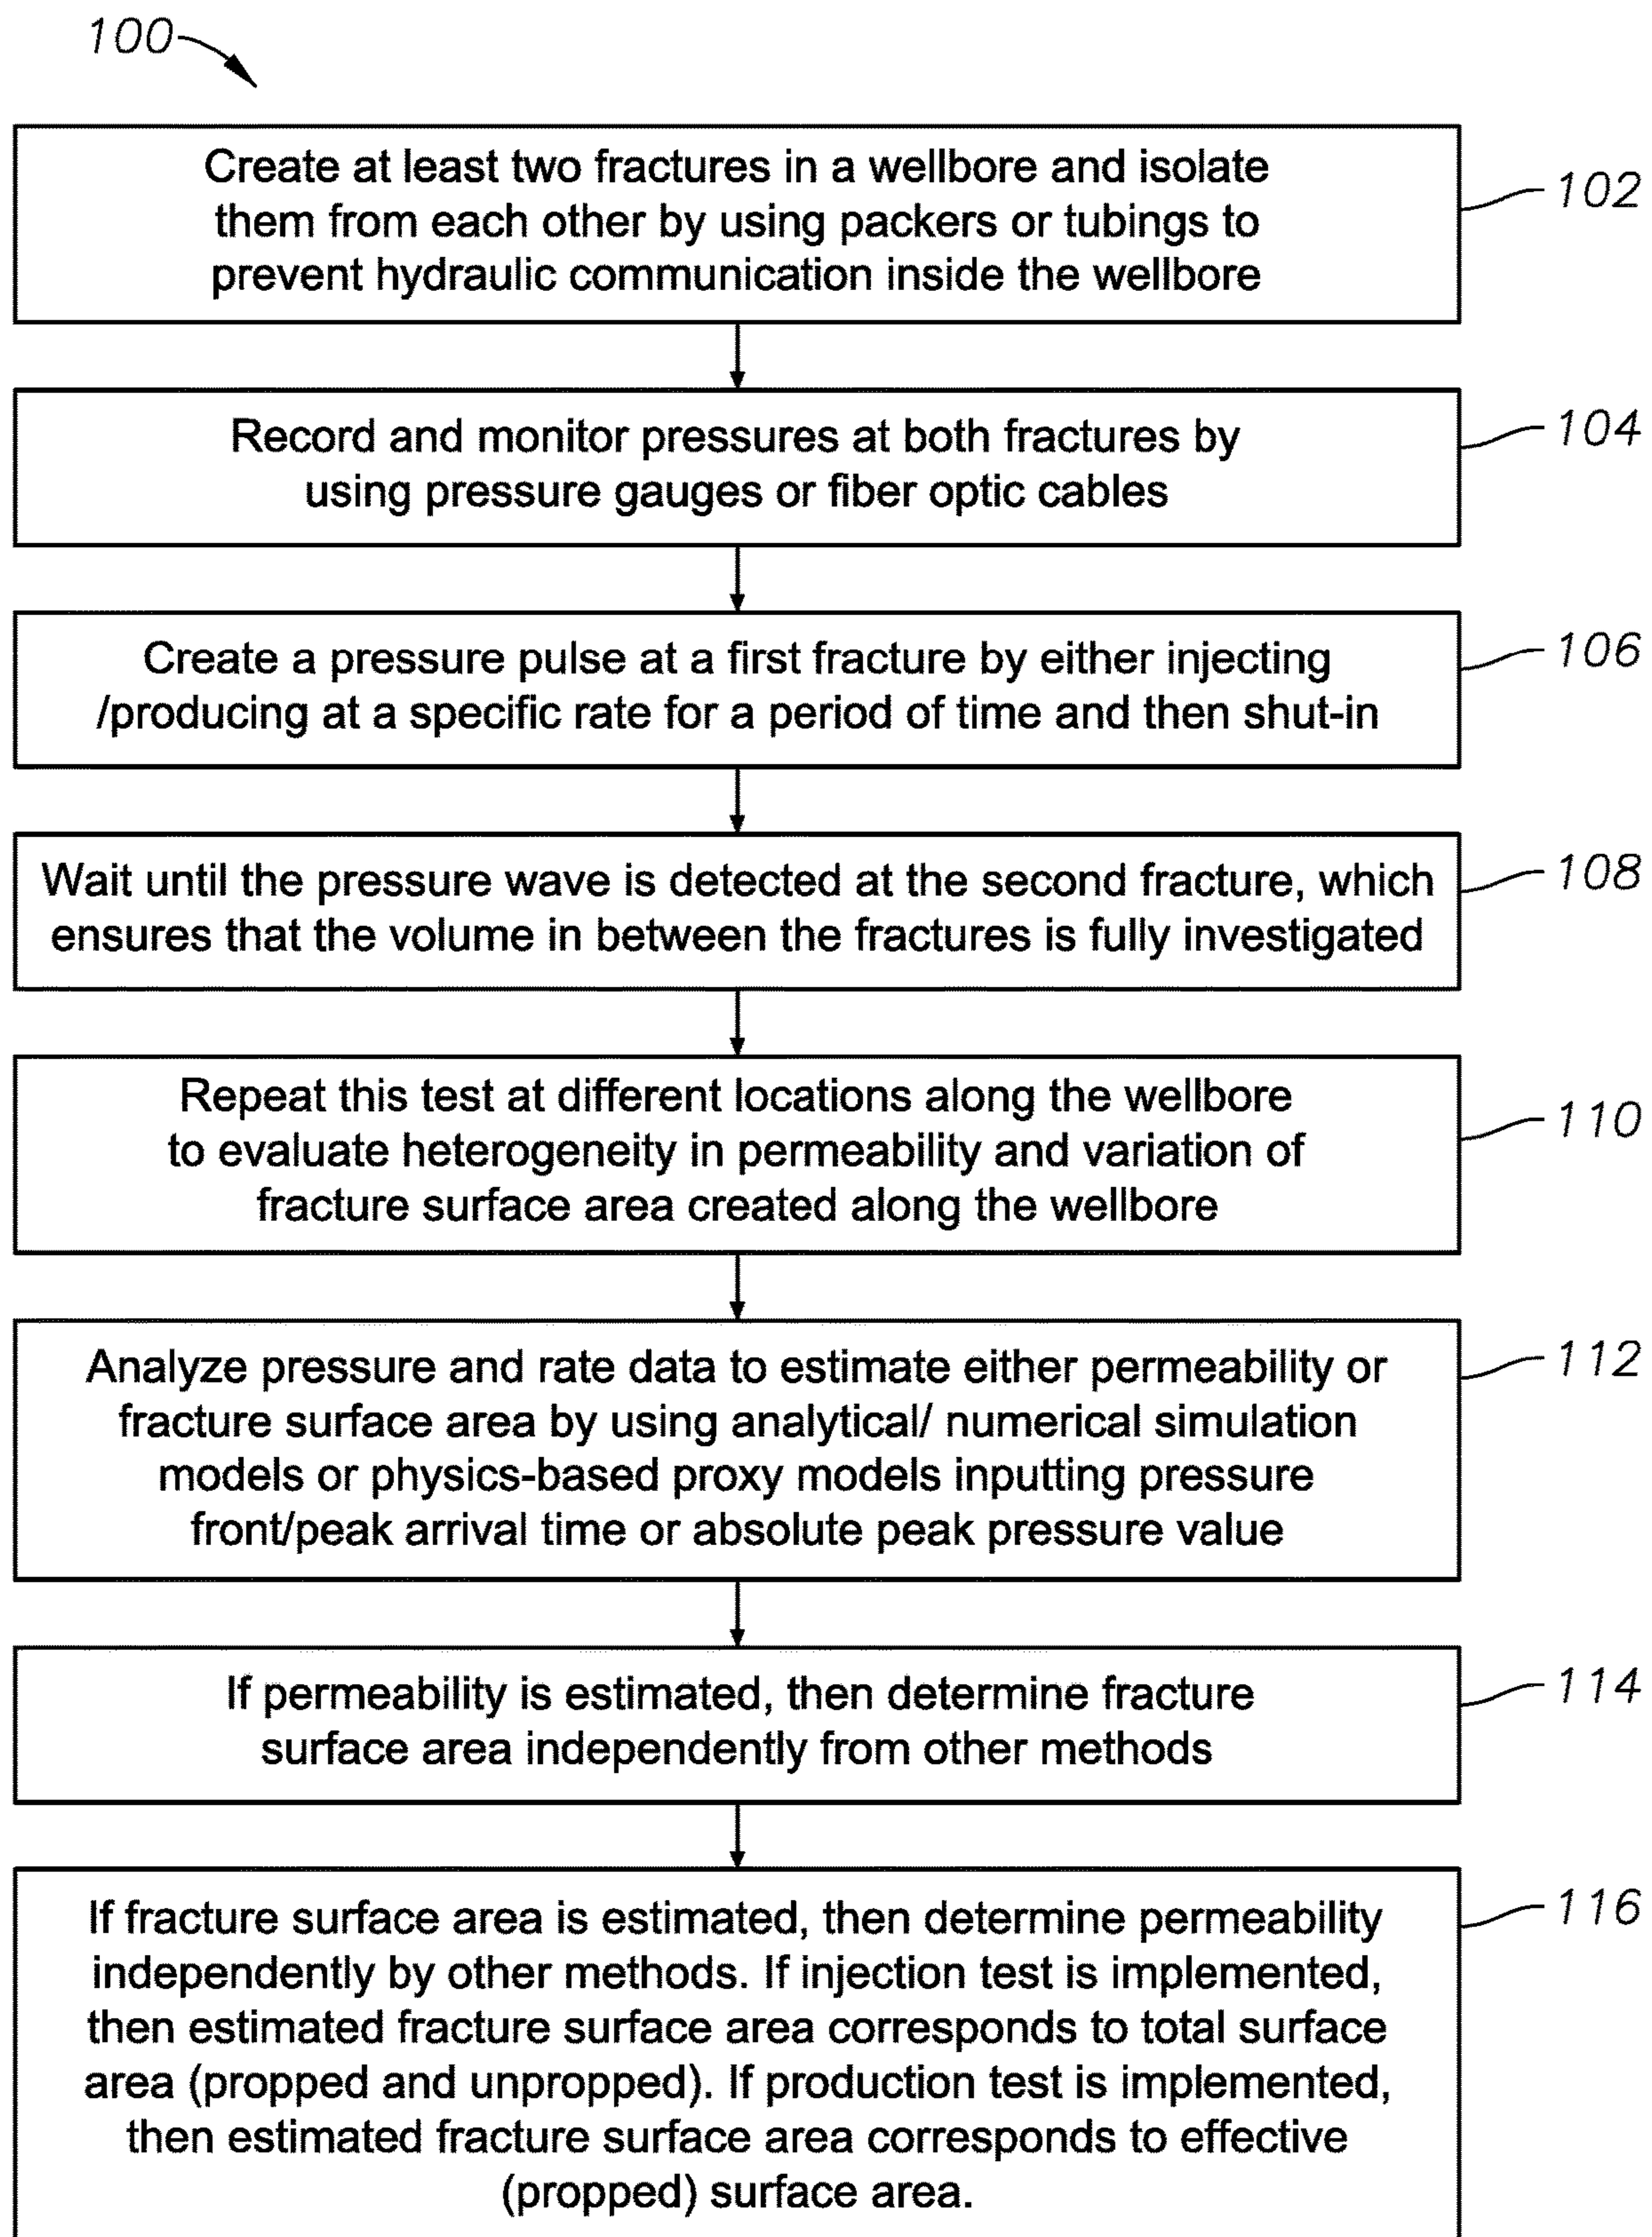 100
Create at least two fractures in a wellbore and isolate
them from each other by using packers or tubings to
prevent hydraulic communication inside the wellbore
102
Record and monitor pressures at both fractures by
using pressure gauges or fiber optic cables
104
Create a pressure pulse at a first fracture by either injecting
/producing at a specific rate for a period of time and then shut-in
106
Wait until the pressure wave is detected at the second fracture, which
ensures that the volume in between the fractures is fully investigated
108
Repeat this test at different locations along the wellbore
to evaluate heterogeneity in permeability and variation of
fracture surface area created along the wellbore
110
Analyze pressure and rate data to estimate either permeability or
fracture surface area by using analytical/ numerical simulation
models or physics-based proxy models inputting pressure
front/peak arrival time or absolute peak pressure value
112
If permeability is estimated, then determine fracture
surface area independently from other methods
114
If fracture surface area is estimated, then determine permeability
independently by other methods. If injection test is implemented,
then estimated fracture surface area corresponds to total surface
area (propped and unpropped). If production test is implemented,
then estimated fracture surface area corresponds to effective
(propped) surface area.
116